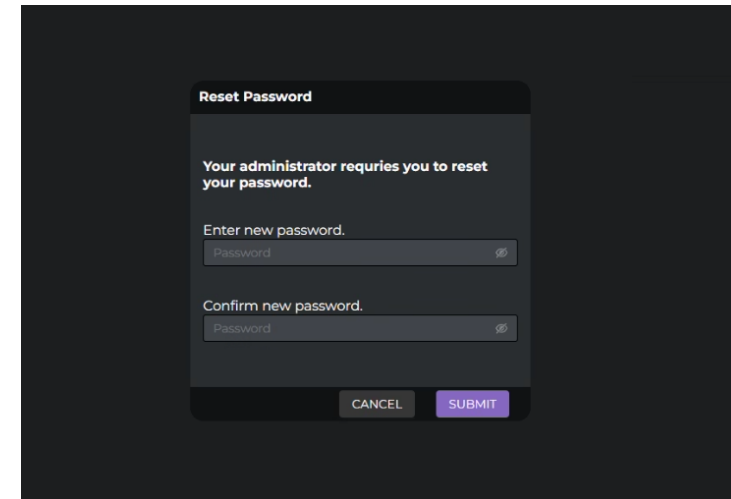 Reset Password
Your administrator requries you to reset
your password.
Enter new password.
Password
Confirm new password.
Password
CANCEL SUBMIT